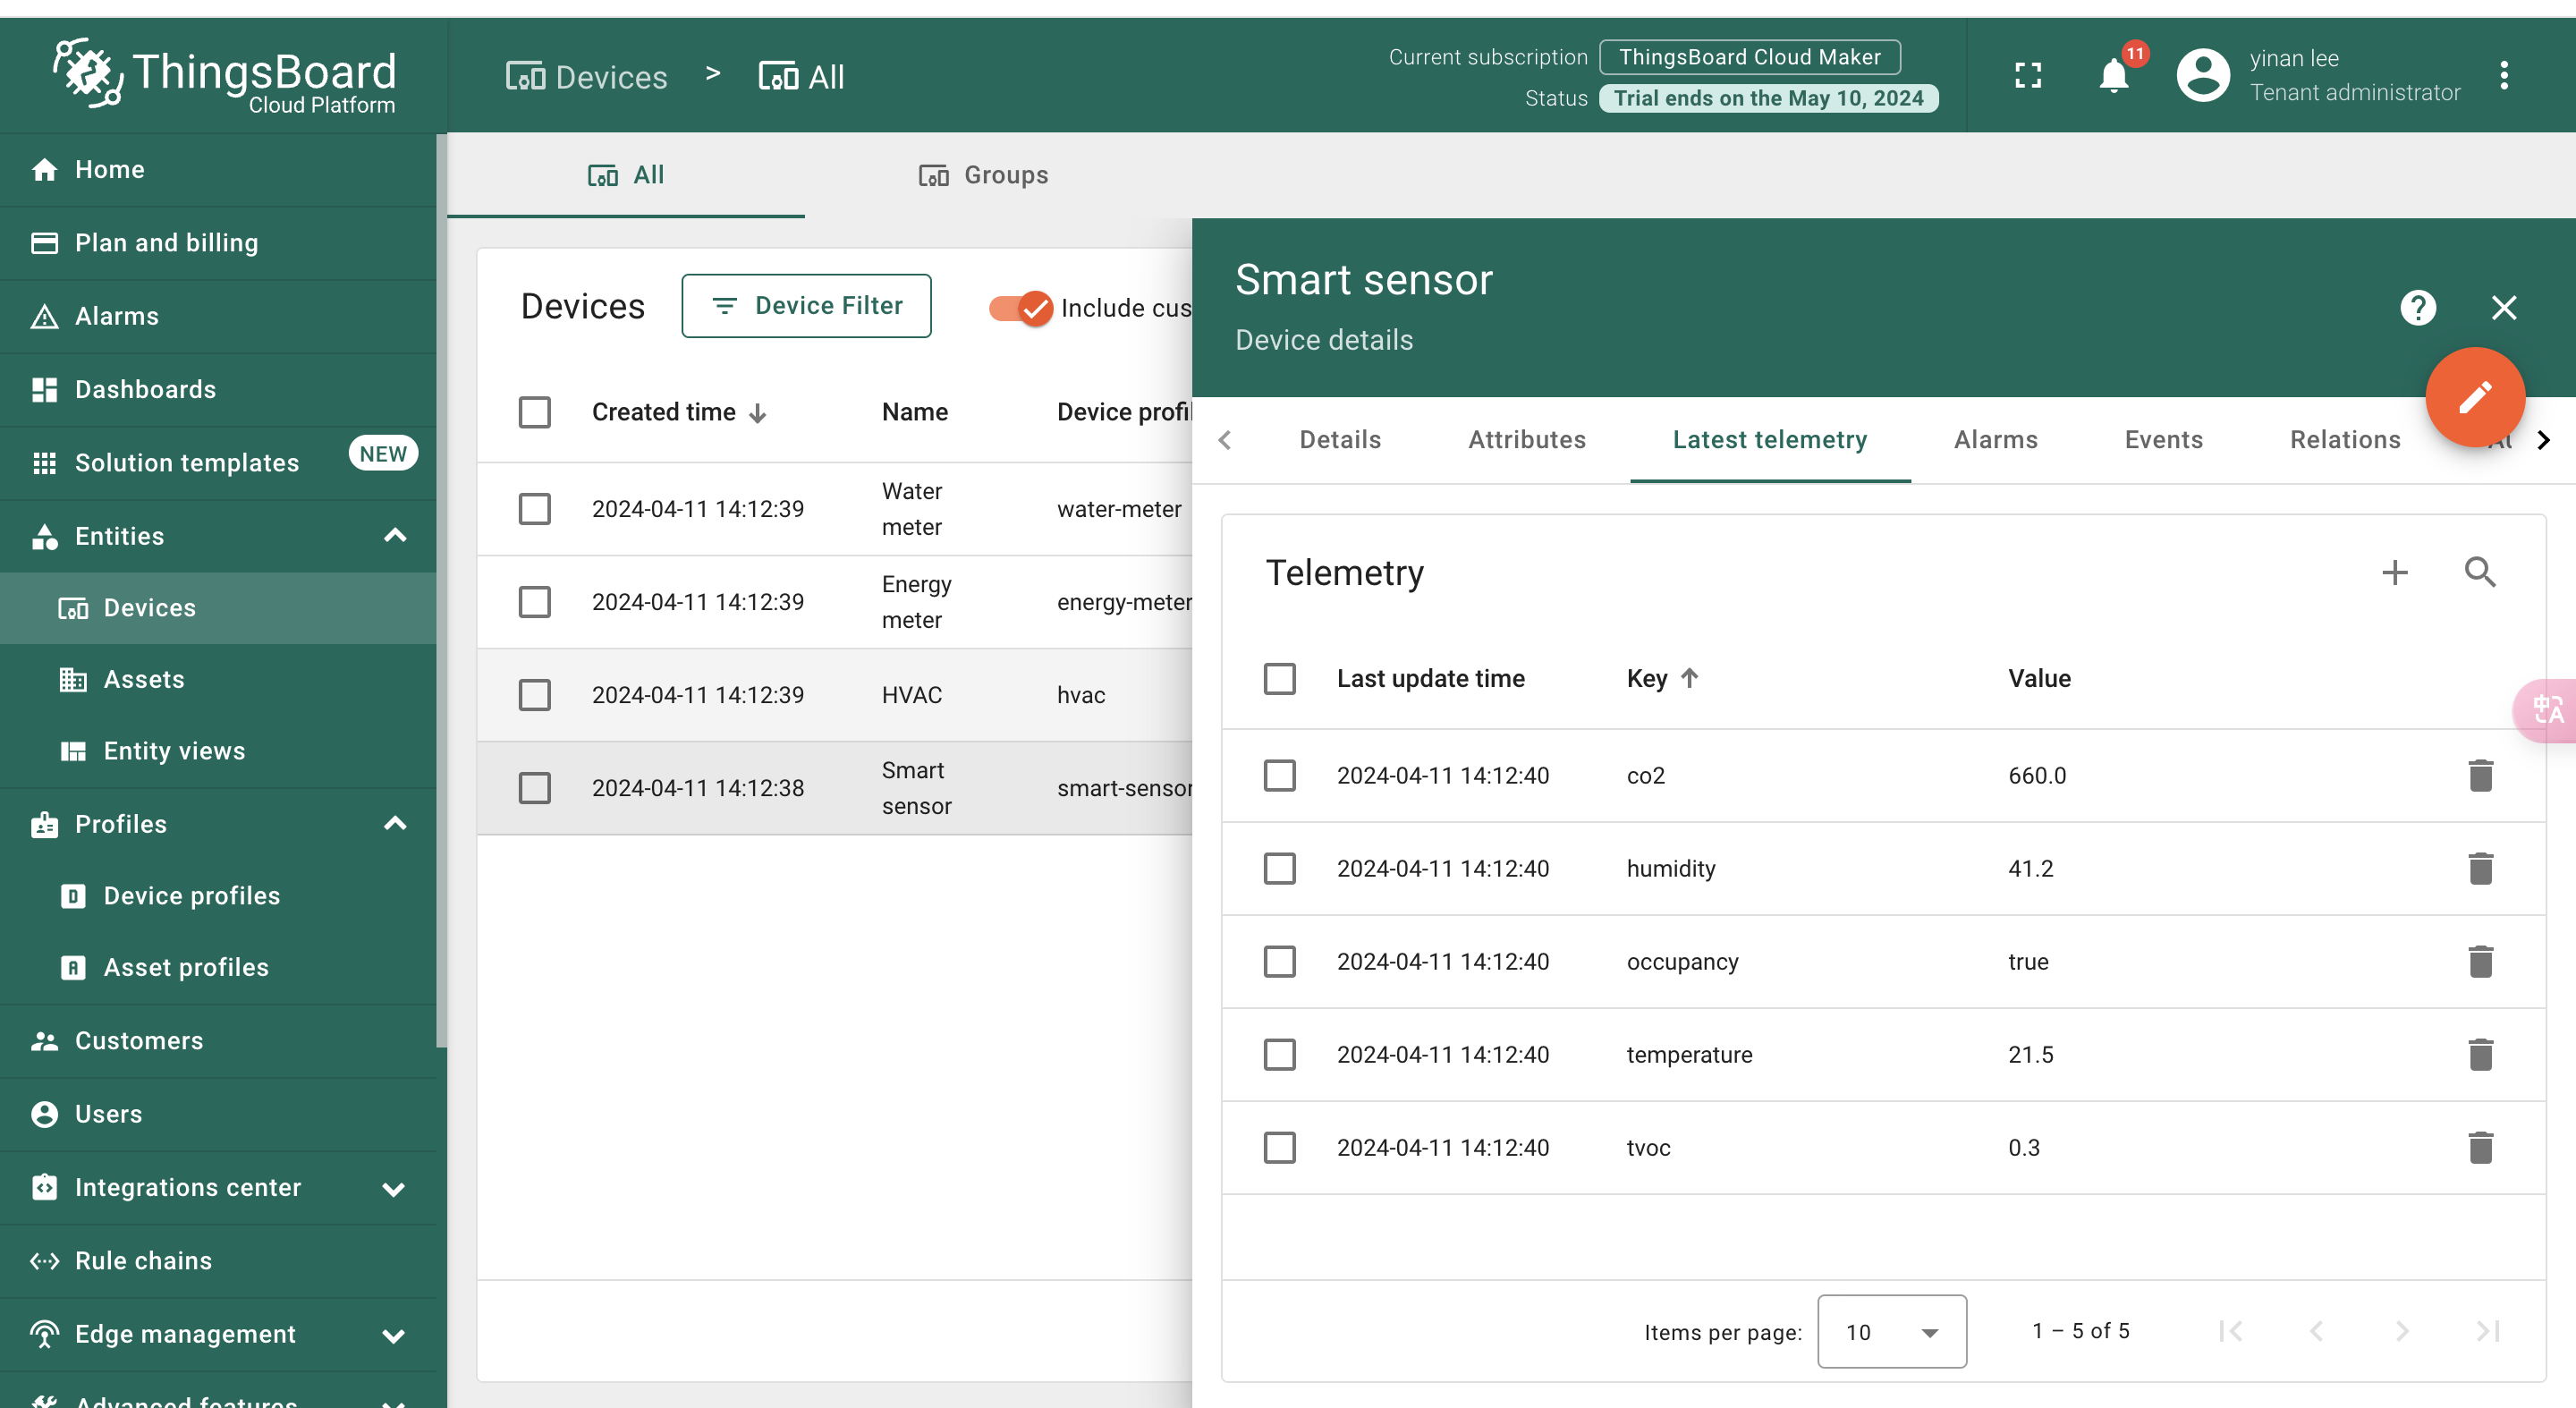 ThingsBoard
Cloud Platform
Devices > All
Current subscription ThingsBoard Cloud Maker
Status Trial ends on the May 10, 2024
11
yinan lee
Tenant administrator
Home
Plan and billing
Alarms
Dashboards
Solution templates NEW
Entities
Devices
Assets
Entity views
Profiles
D Device profiles
A Asset profiles
Customers
Users
Integrations center
Rule chains
Edge management
Advanced features
All Groups
Devices Device Filter Include cus
Created time Name Device profil
2024-04-11 14:12:39 Water meter water-meter
2024-04-11 14:12:39 Energy meter energy-meter
2024-04-11 14:12:39 HVAC hvac
2024-04-11 14:12:38 Smart sensor smart-sensor
Smart sensor
Device details
?
Details Attributes Latest telemetry Alarms Events Relations
Telemetry
Last update time Key Value
2024-04-11 14:12:40 co2 660.0
2024-04-11 14:12:40 humidity 41.2
2024-04-11 14:12:40 occupancy true
2024-04-11 14:12:40 temperature 21.5
2024-04-11 14:12:40 tvoc 0.3
Items per page: 10 1 – 5 of 5
中A